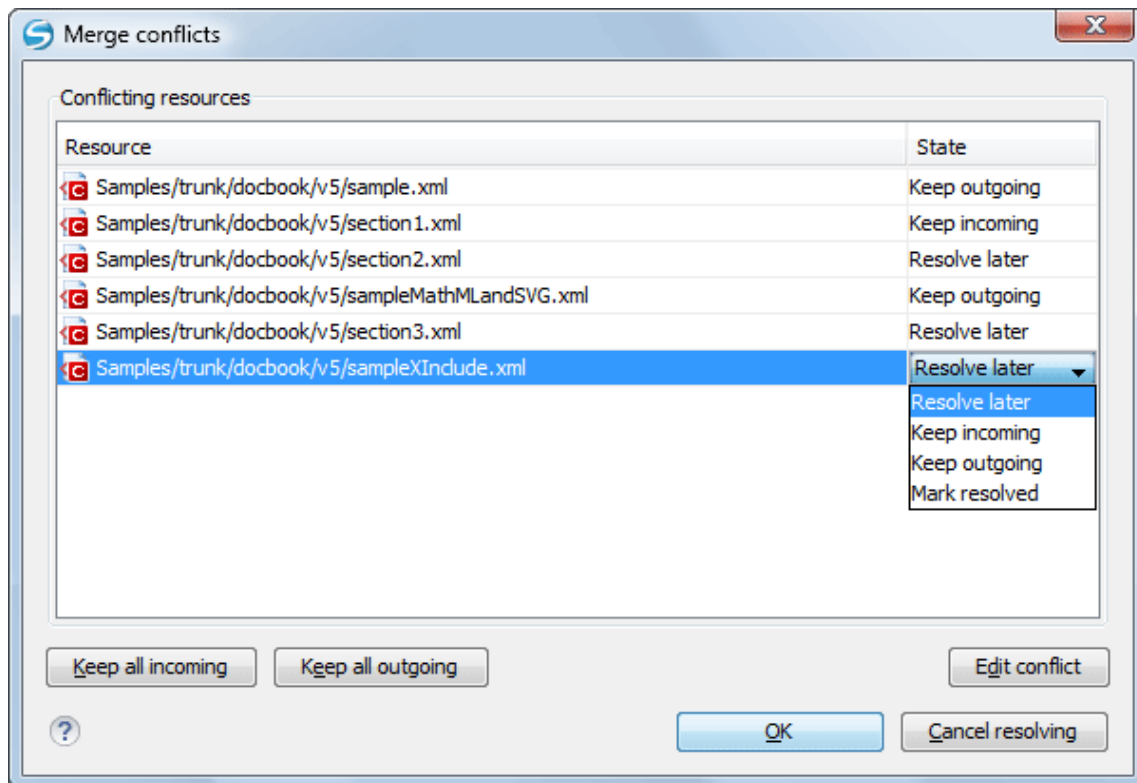 Merge conflicts
Conflicting resources
Resource State
Samples/trunk/docbook/v5/sample.xml Keep outgoing
Samples/trunk/docbook/v5/section1.xml Keep incoming
Samples/trunk/docbook/v5/section2.xml Resolve later
Samples/trunk/docbook/v5/sampleMathMLandSVG.xml Keep outgoing
Samples/trunk/docbook/v5/section3.xml Resolve later
Samples/trunk/docbook/v5/sampleXInclude.xml Resolve later
Resolve later
Keep incoming
Keep outgoing
Mark resolved
Keep all incoming Keep all outgoing Edit conflict
? OK Cancel resolving